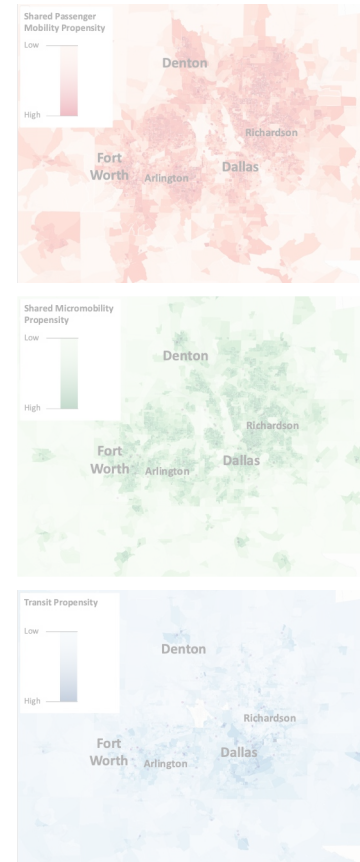 Shared Passenger
Mobility Propensity
Low
High
Denton
Richardson
Fort
Worth
Arlington
Dallas
Shared Micromobility
Propensity
Low
High
Denton
Richardson
Fort
Worth
Arlington
Dallas
Transit Propensity
Low
High
Denton
Richardson
Fort
Worth
Arlington
Dallas